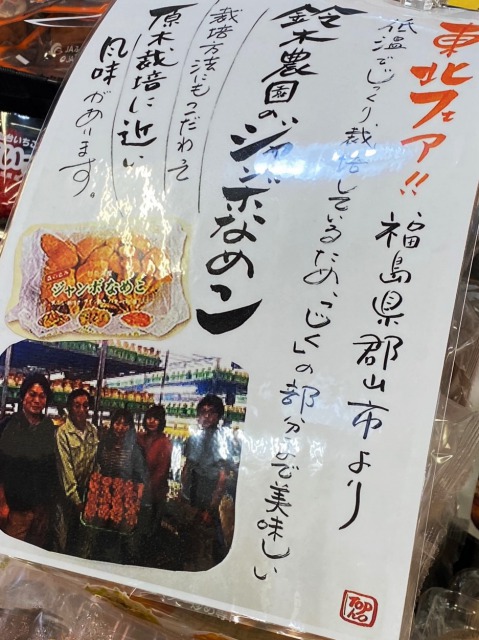 東北フェア!!
福島県郡山市より
低温でじっくり栽培しているため、「じく」の部分まで美味しい
鈴木農園のジャンボなめこ
栽培方法にもこだわって
原木栽培に近い
風味があります。
ジャンボなめこ